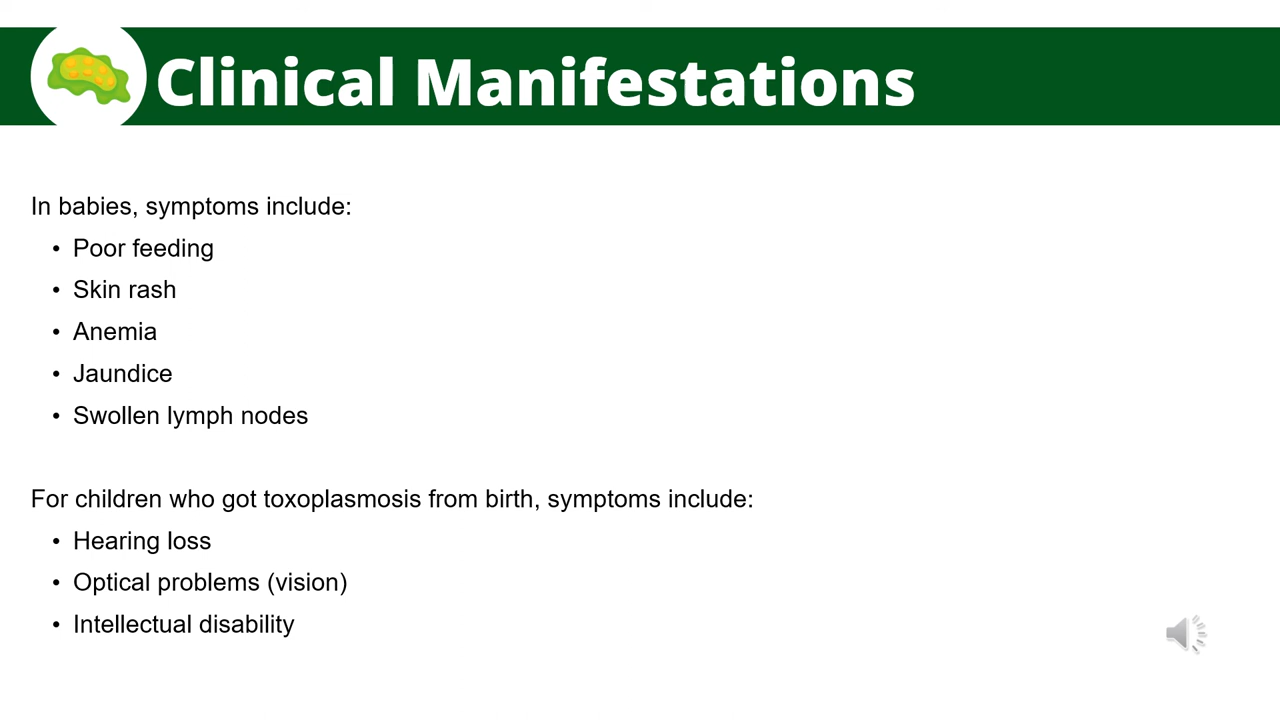 Clinical Manifestations
In babies, symptoms include:
• Poor feeding
• Skin rash
• Anemia
• Jaundice
• Swollen lymph nodes
For children who got toxoplasmosis from birth, symptoms include:
• Hearing loss
• Optical problems (vision)
• Intellectual disability